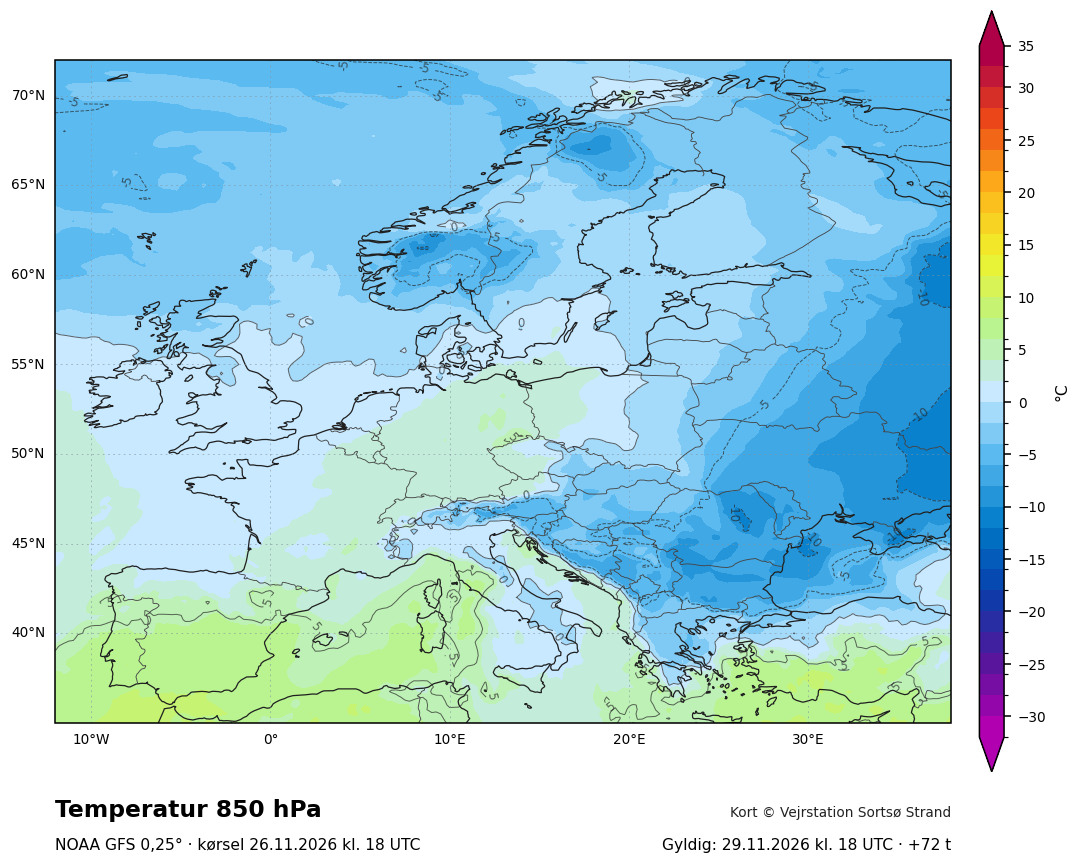 70°N
65°N
60°N
55°N
50°N
45°N
40°N
10°W 0° 10°E 20°E 30°E
35
30
25
20
15
10
5
0
−5
−10
−15
−20
−25
−30
°C
Temperatur 850 hPa
Kort © Vejrstation Sortsø Strand
NOAA GFS 0,25° · kørsel 26.11.2026 kl. 18 UTC
Gyldig: 29.11.2026 kl. 18 UTC · +72 t